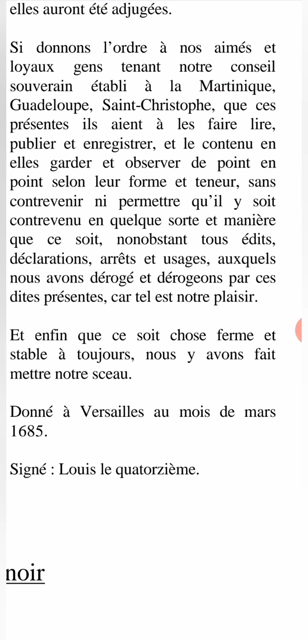 elles auront été adjugées.
Si donnons l'ordre à nos aimés et
loyaux gens tenant notre conseil
souverain établi à la Martinique,
Guadeloupe, Saint-Christophe, que ces
présentes ils aient à les faire lire,
publier et enregistrer, et le contenu en
elles garder et observer de point en
point selon leur forme et teneur, sans
contrevenir ni permettre qu'il y soit
contrevenu en quelque sorte et manière
que ce soit, nonobstant tous édits,
déclarations, arrêts et usages, auxquels
nous avons dérogé et dérogeons par ces
dites présentes, car tel est notre plaisir.
Et enfin que ce soit chose ferme et
stable à toujours, nous y avons fait
mettre notre sceau.
Donné à Versailles au mois de mars
1685.
Signé : Louis le quatorzième.
noir